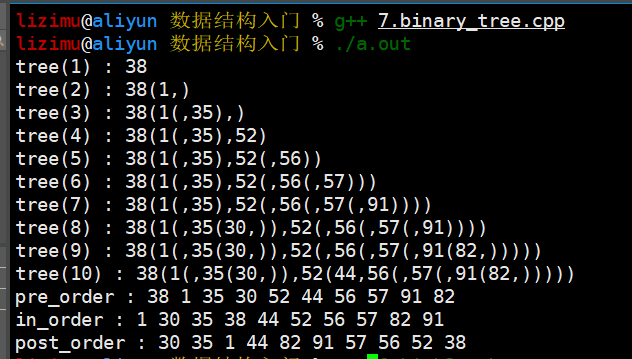 lizimu@aliyun 数据结构入门 % g++ 7.binary_tree.cpp
lizimu@aliyun 数据结构入门 % ./a.out
tree(1) : 38
tree(2) : 38(1,)
tree(3) : 38(1(,35),)
tree(4) : 38(1(,35),52)
tree(5) : 38(1(,35),52(,56))
tree(6) : 38(1(,35),52(,56(,57)))
tree(7) : 38(1(,35),52(,56(,57(,91))))
tree(8) : 38(1(,35(30,)),52(,56(,57(,91))))
tree(9) : 38(1(,35(30,)),52(,56(,57(,91(82,)))))
tree(10) : 38(1(,35(30,)),52(44,56(,57(,91(82,)))))
pre_order : 38 1 35 30 52 44 56 57 91 82
in_order : 1 30 35 38 44 52 56 57 82 91
post_order : 30 35 1 44 82 91 57 56 52 38